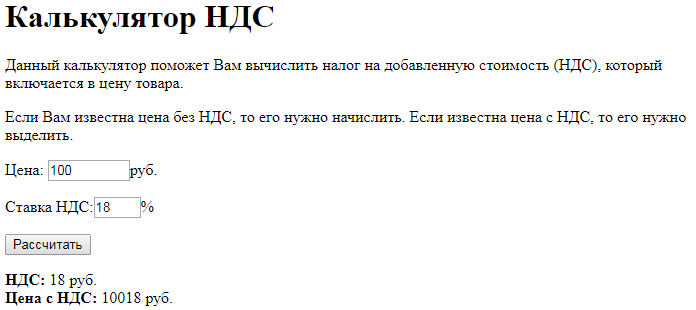 Калькулятор НДС
Данный калькулятор поможет Вам вычислить налог на добавленную стоимость (НДС), который
включается в цену товара.
Если Вам известна цена без НДС, то его нужно начислить. Если известна цена с НДС, то его нужно
выделить.
Цена: 100 руб.
Ставка НДС: 18 %
Рассчитать
НДС: 18 руб.
Цена с НДС: 10018 руб.